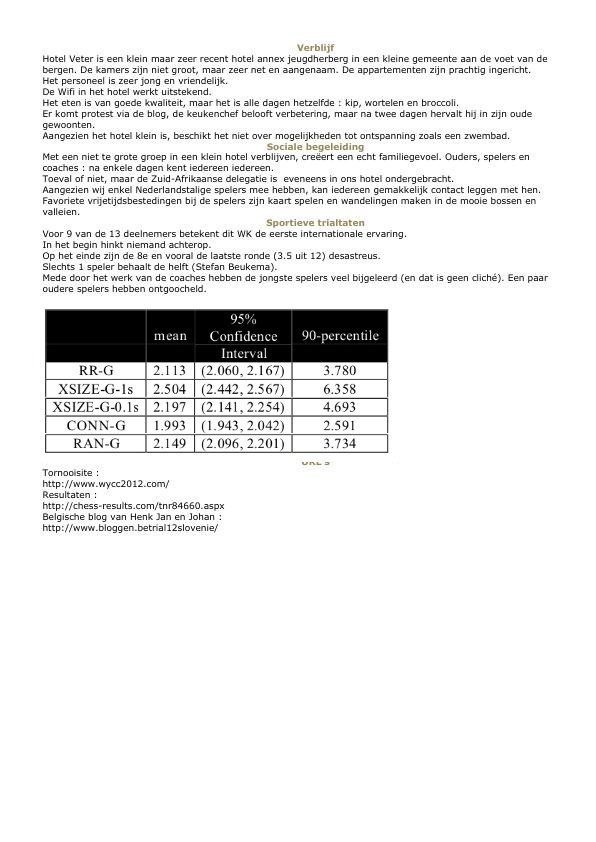 Verblijf
Hotel Veter is een klein maar zeer recent hotel annex jeugdherberg in een kleine gemeente aan de voet van de
bergen. De kamers zijn niet groot, maar zeer net en aangenaam. De appartementen zijn prachtig ingericht.
Het personeel is zeer jong en vriendelijk.
De Wifi in het hotel werkt uitstekend.
Het eten is van goede kwaliteit, maar het is alle dagen hetzelfde : kip, wortelen en broccoli.
Er komt protest via de blog, de keukenchef belooft verbetering, maar na twee dagen hervalt hij in zijn oude
gewoonten.
Aangezien het hotel klein is, beschikt het niet over mogelijkheden tot ontspanning zoals een zwembad.
Sociale begeleiding
Met een niet te grote groep in een klein hotel verblijven, creëert een echt familiegevoel. Ouders, spelers en
coaches : na enkele dagen kent iedereen iedereen.
Toeval of niet, maar de Zuid-Afrikaanse delegatie is eveneens in ons hotel ondergebracht.
Aangezien wij enkel Nederlandstalige spelers mee hebben, kan iedereen gemakkelijk contact leggen met hen.
Favoriete vrijetijdsbestedingen bij de spelers zijn kaart spelen en wandelingen maken in de mooie bossen en
valleien.
Sportieve trialtaten
Voor 9 van de 13 deelnemers betekent dit WK de eerste internationale ervaring.
In het begin hinkt niemand achterop.
Op het einde zijn de 8e en vooral de laatste ronde (3.5 uit 12) desastreus.
Slechts 1 speler behaalt de helft (Stefan Beukema).
Mede door het werk van de coaches hebben de jongste spelers veel bijgeleerd (en dat is geen cliché). Een paar
oudere spelers hebben ontgoocheld.
mean 95% Confidence Interval 90-percentile
RR-G 2.113 (2.060, 2.167) 3.780
XSIZE-G-1s 2.504 (2.442, 2.567) 6.358
XSIZE-G-0.1s 2.197 (2.141, 2.254) 4.693
CONN-G 1.993 (1.943, 2.042) 2.591
RAN-G 2.149 (2.096, 2.201) 3.734
Tornooisite :
http://www.wycc2012.com/
Resultaten :
http://chess-results.com/tnr84660.aspx
Belgische blog van Henk Jan en Johan :
http://www.bloggen.betrial12slovenie/